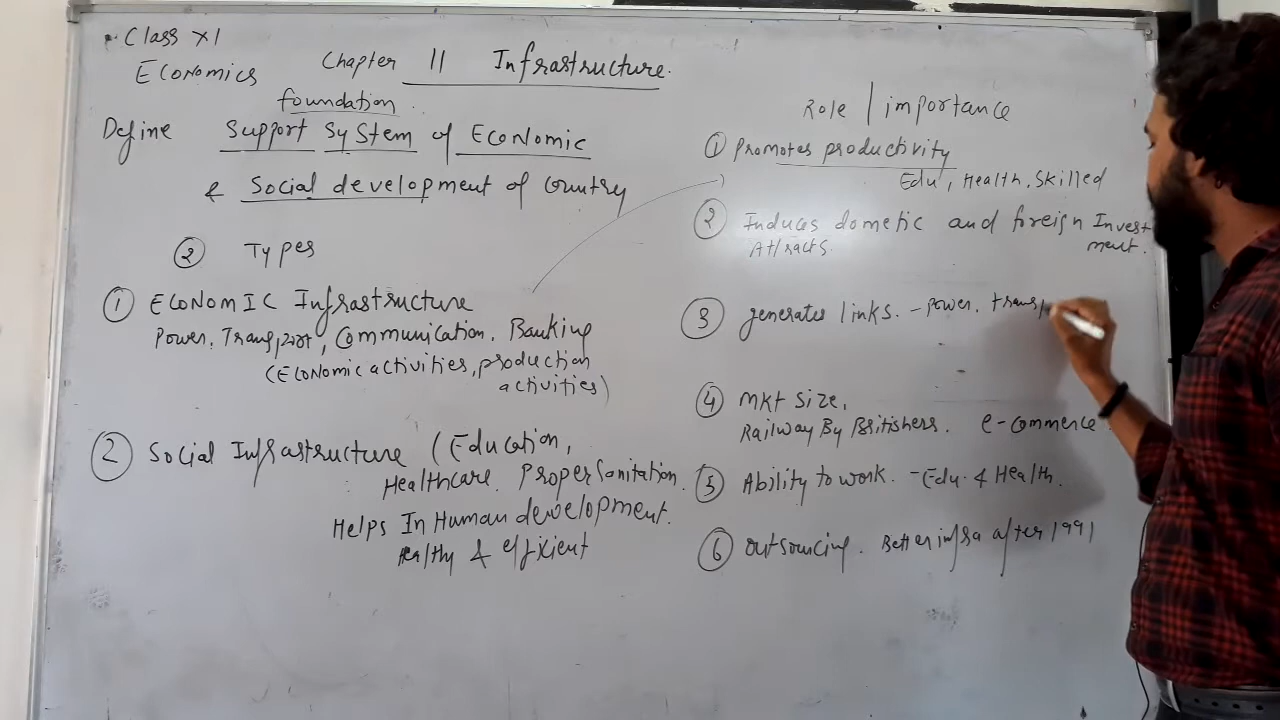 Class XI
Economics
Chapter 11 Infrastructure.
foundation
Define Support System of Economic
& Social development of Country
② Types
① Economic Infrastructure
Power, Transport, Communication, Banking
(Economic activities, production
activities)
② Social Infrastructure (Education,
Healthcare, Proper Sanitation.
Helps In Human development.
Healthy & efficient
Role / importance
① Promotes productivity
Edu, Health, Skilled
② Induces dometic and foreign Invest-
Attracts. ment.
③ generates links. - power, transp
④ Mkt Size,
Railway By Britishers. e-commerce.
⑤ Ability to work. - Edu. & Health.
⑥ Outsourcing. Better infra after 1991